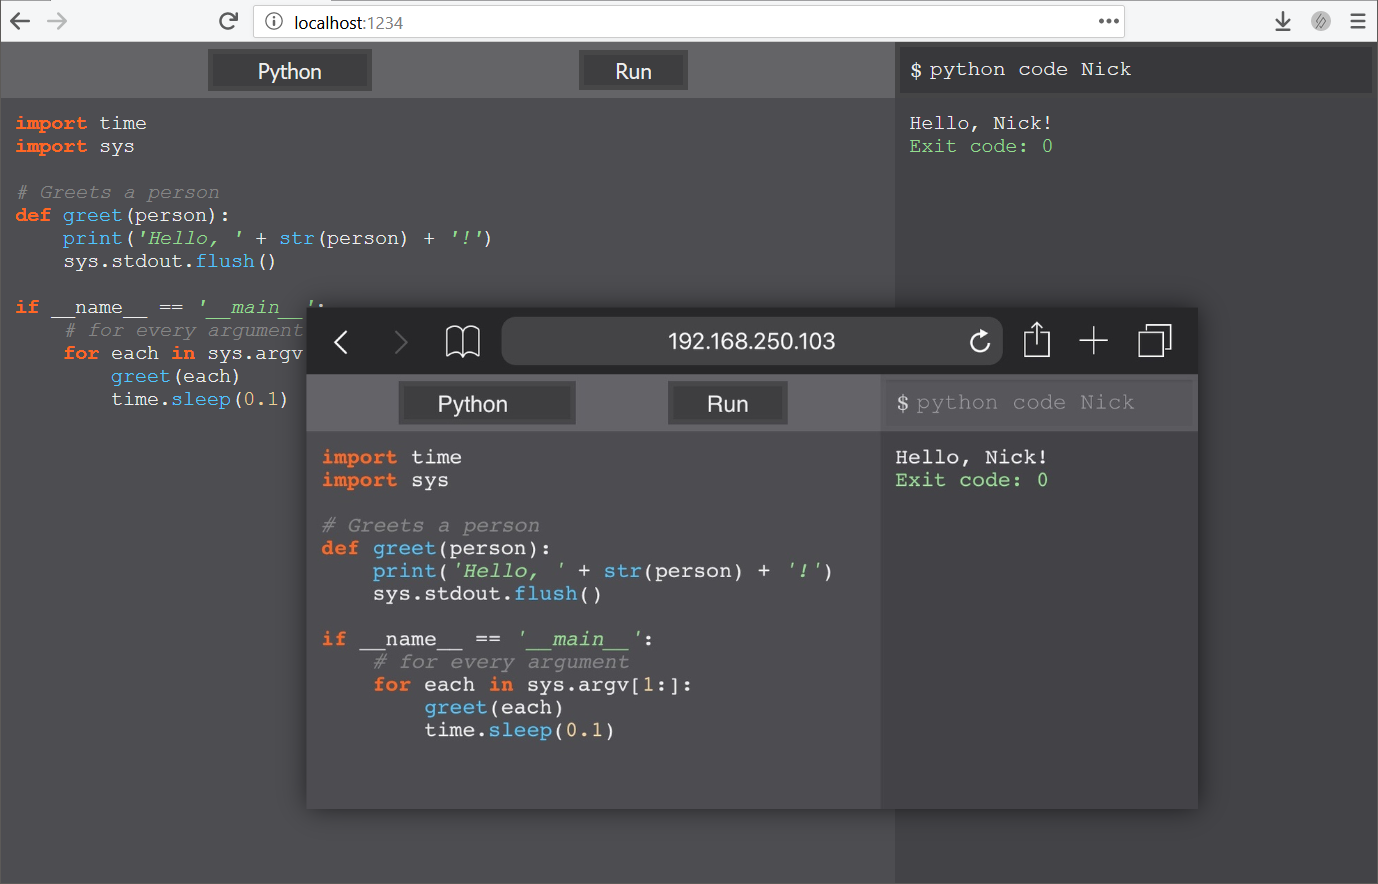 localhost:1234
Python
Run
$ python code Nick
import time
import sys
# Greets a person
def greet(person):
    print('Hello, ' + str(person) + '!')
    sys.stdout.flush()
if __name__ == '__main__':
    # for every argument
    for each in sys.argv
        greet(each)
        time.sleep(0.1)
Hello, Nick!
Exit code: 0
192.168.250.103
Python
Run
$ python code Nick
import time
import sys
# Greets a person
def greet(person):
    print('Hello, ' + str(person) + '!')
    sys.stdout.flush()
if __name__ == '__main__':
    # for every argument
    for each in sys.argv[1:]:
        greet(each)
        time.sleep(0.1)
Hello, Nick!
Exit code: 0